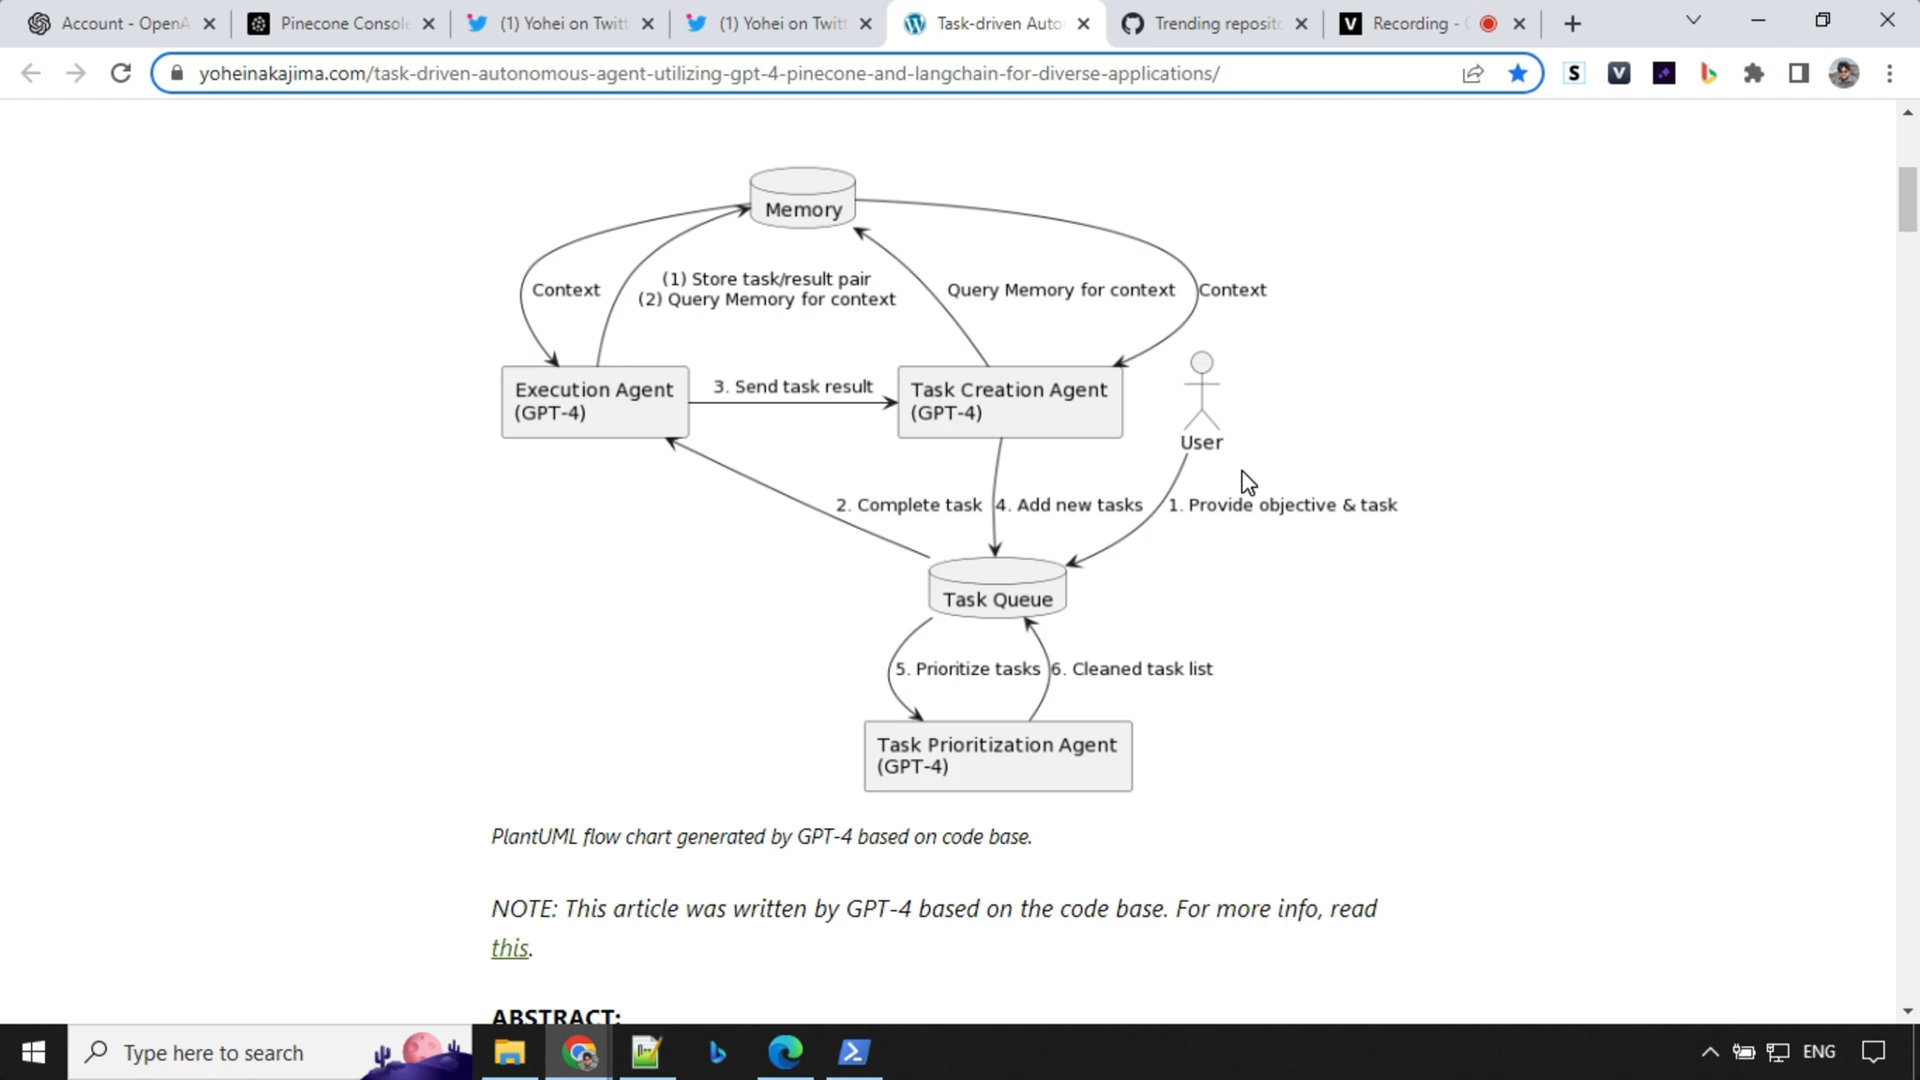 Account - OpenA
Pinecone Console
(1) Yohei on Twitt
(1) Yohei on Twitt
Task-driven Auto
Trending reposito
V
Recording -
yoheinakajima.com/task-driven-autonomous-agent-utilizing-gpt-4-pinecone-and-langchain-for-diverse-applications/
S
V
Memory
Context
(1) Store task/result pair
(2) Query Memory for context
Query Memory for context
Context
Execution Agent
(GPT-4)
3. Send task result
Task Creation Agent
(GPT-4)
User
2. Complete task
4. Add new tasks
1. Provide objective & task
Task Queue
5. Prioritize tasks
6. Cleaned task list
Task Prioritization Agent
(GPT-4)
PlantUML flow chart generated by GPT-4 based on code base.
NOTE: This article was written by GPT-4 based on the code base. For more info, read
this.
ABSTRACT:
Type here to search
ENG